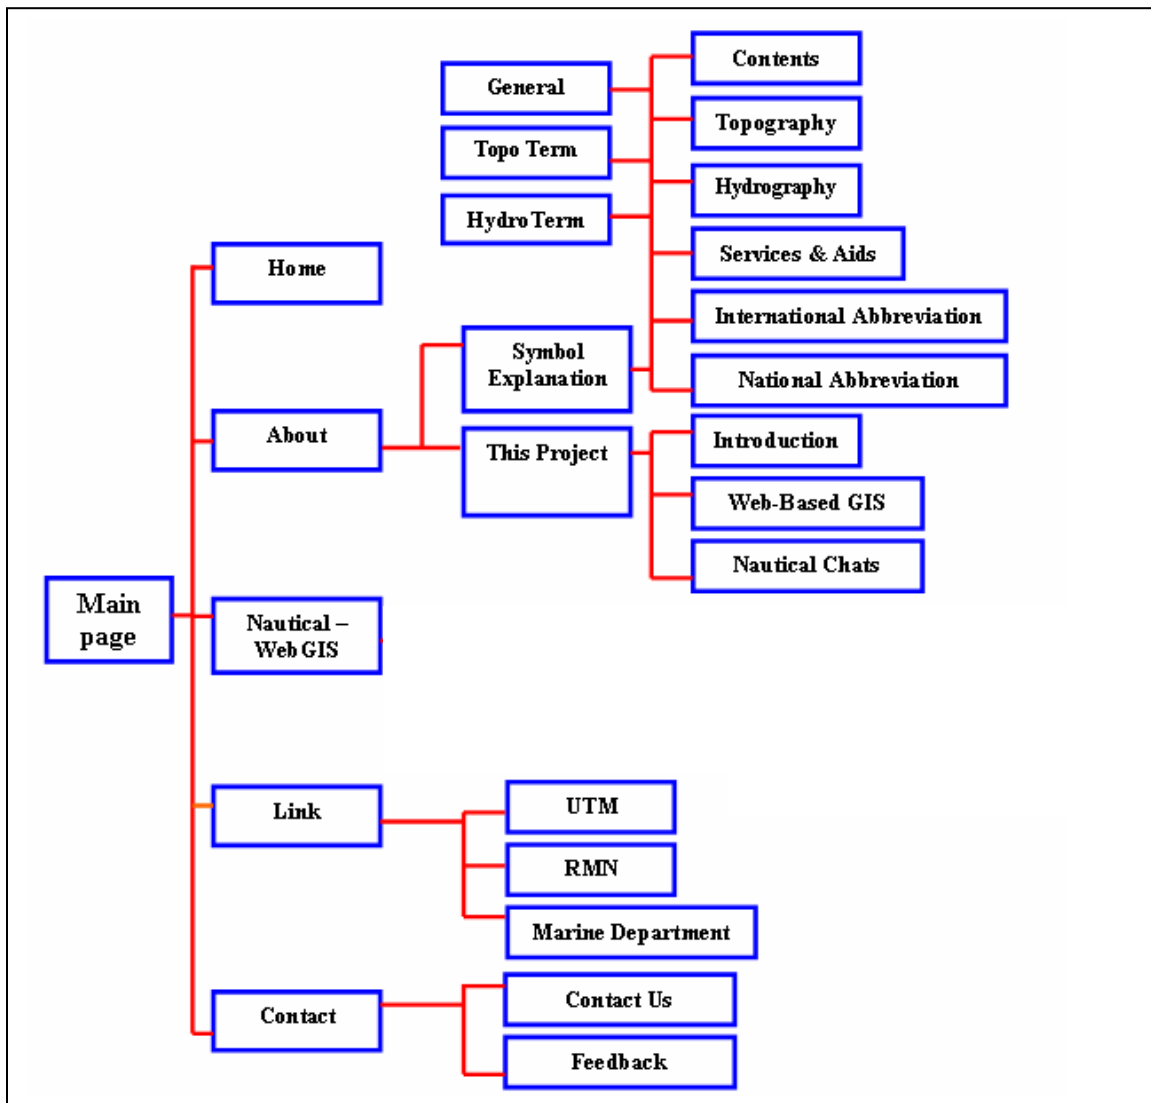 Contents
General
Topography
Topo Term
Hydrography
Hydro Term
Services & Aids
Home
International Abbreviation
Symbol
Explanation
National Abbreviation
About
This Project
Introduction
Web-Based GIS
Nautical Chats
Main
page
Nautical –
Web GIS
Link
UTM
RMN
Marine Department
Contact
Contact Us
Feedback